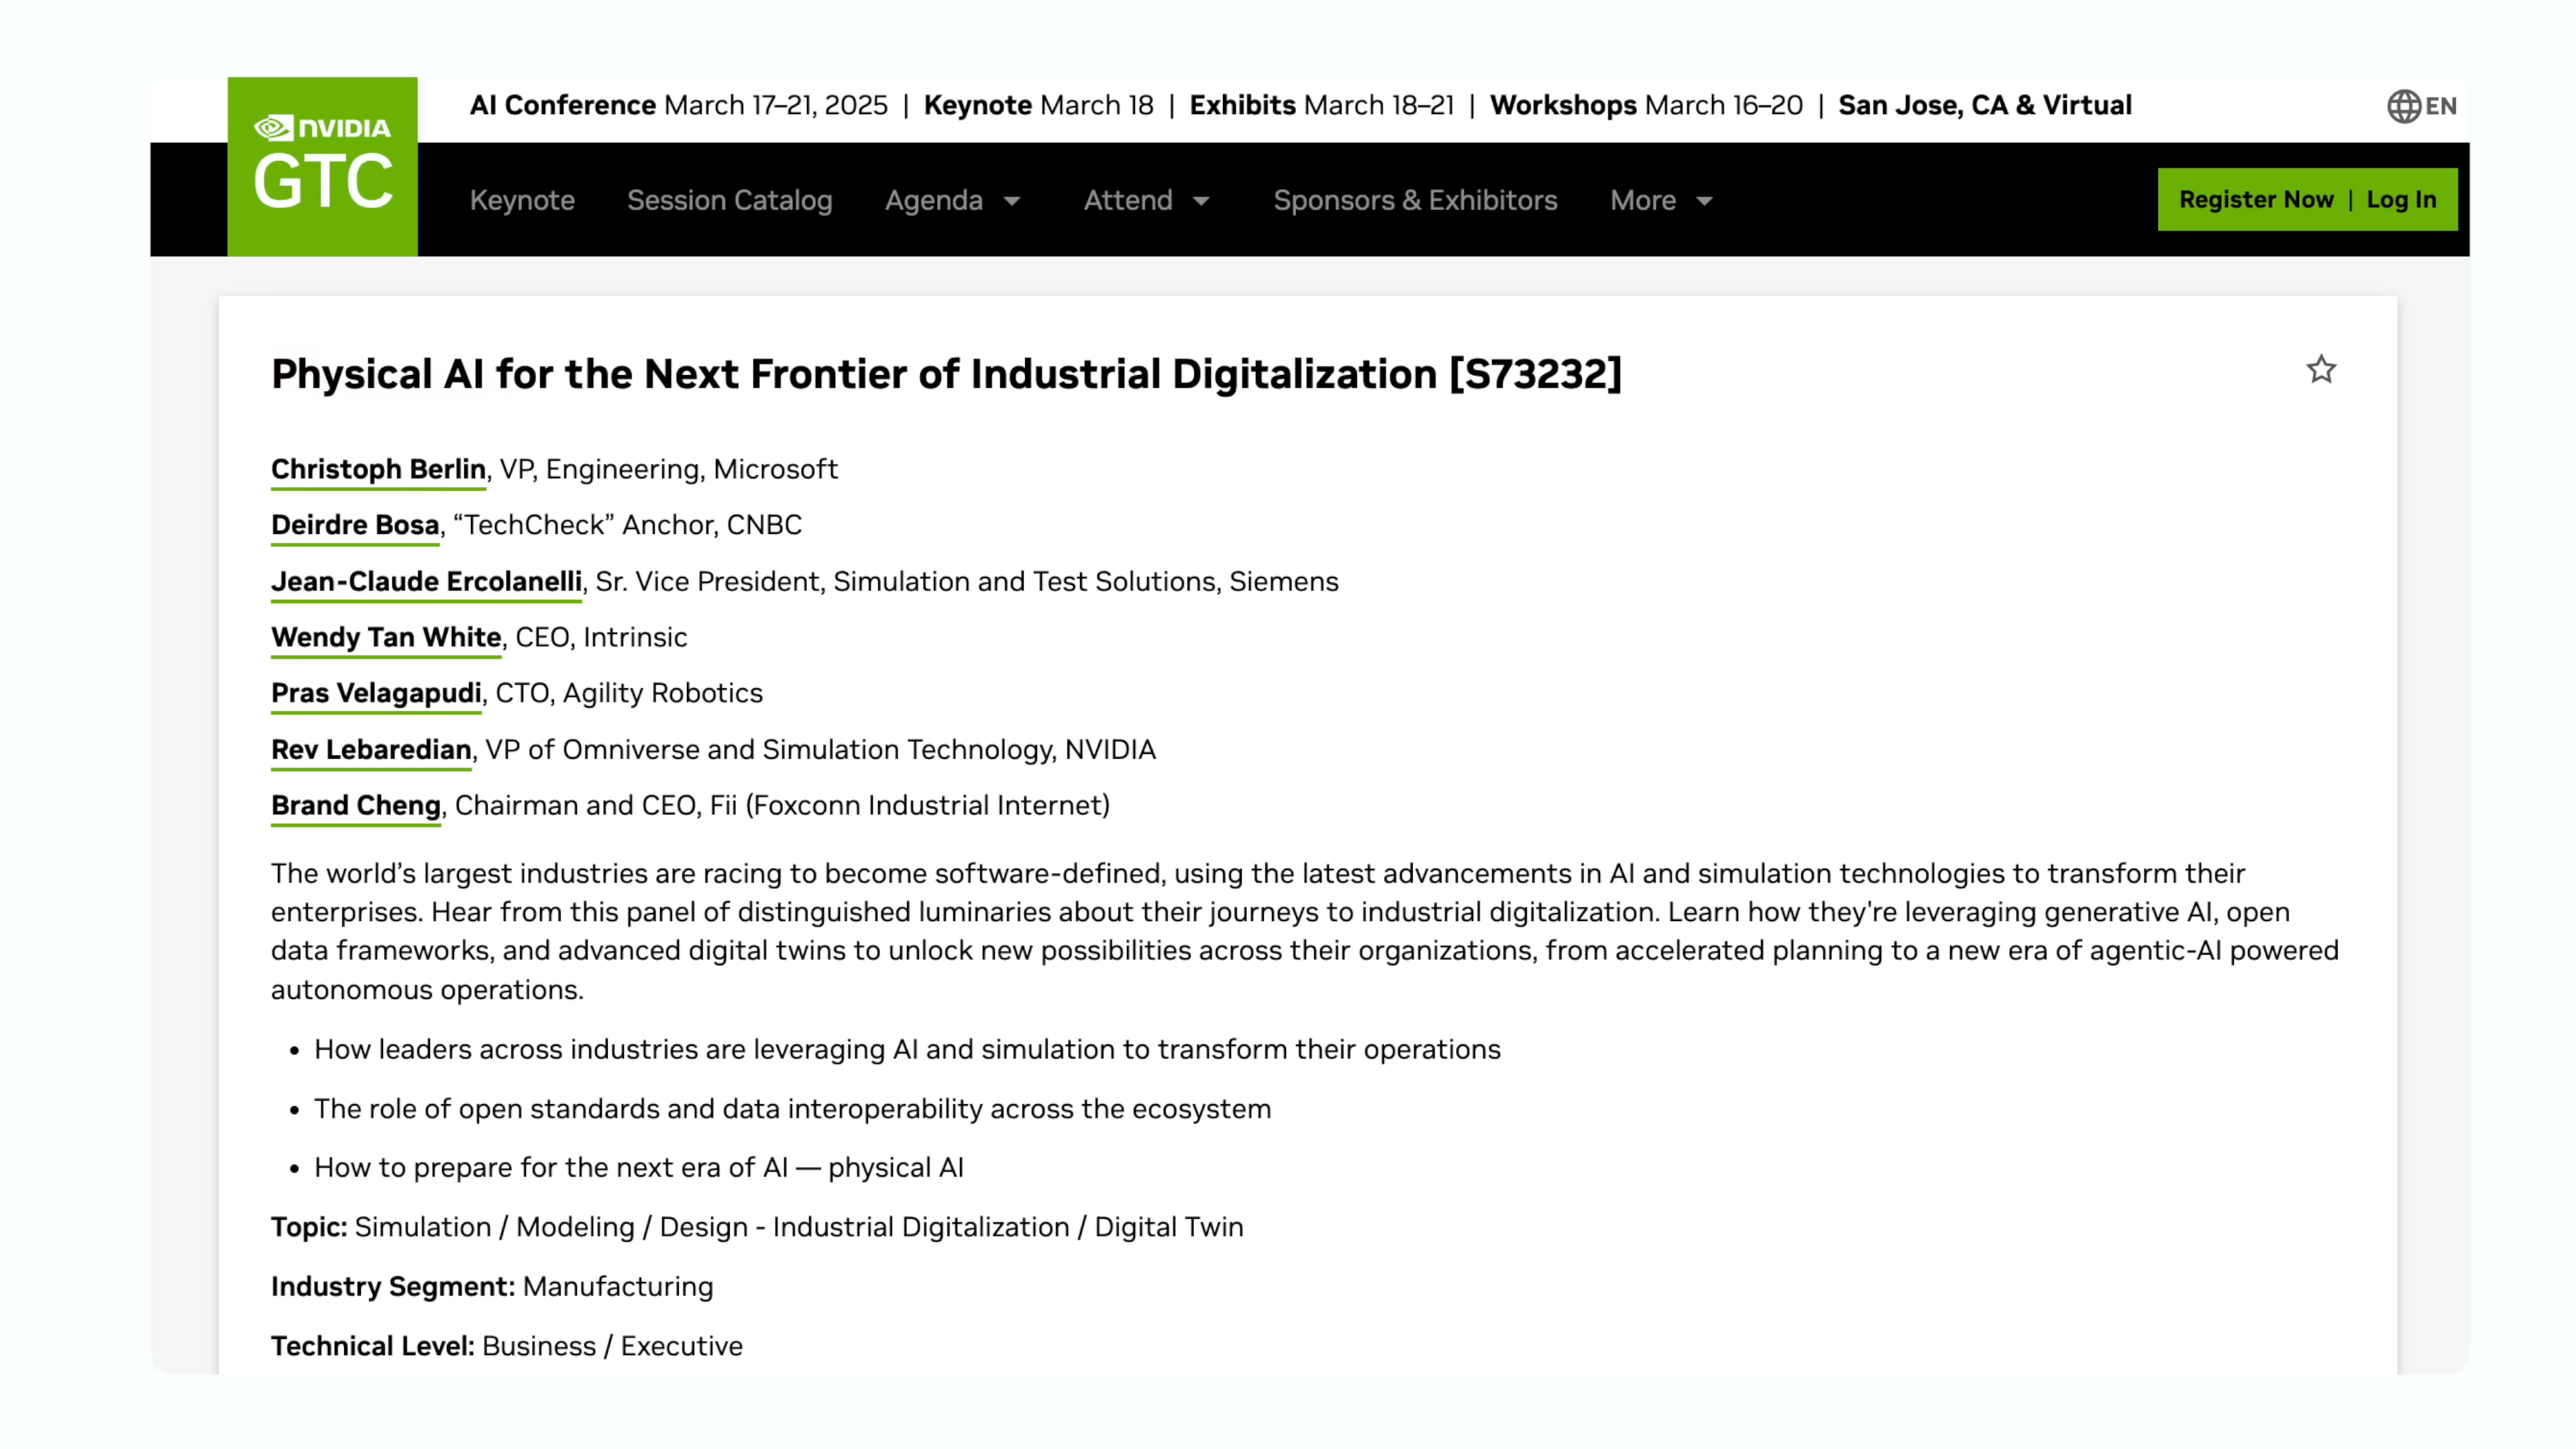 AI Conference March 17–21, 2025 | Keynote March 18 | Exhibits March 18–21 | Workshops March 16–20 | San Jose, CA & Virtual
EN
NVIDIA
GTC
Keynote Session Catalog Agenda Attend Sponsors & Exhibitors More
Register Now | Log In
Physical AI for the Next Frontier of Industrial Digitalization [S73232]
Christoph Berlin, VP, Engineering, Microsoft
Deirdre Bosa, “TechCheck” Anchor, CNBC
Jean-Claude Ercolanelli, Sr. Vice President, Simulation and Test Solutions, Siemens
Wendy Tan White, CEO, Intrinsic
Pras Velagapudi, CTO, Agility Robotics
Rev Lebaredian, VP of Omniverse and Simulation Technology, NVIDIA
Brand Cheng, Chairman and CEO, Fii (Foxconn Industrial Internet)
The world’s largest industries are racing to become software-defined, using the latest advancements in AI and simulation technologies to transform their
enterprises. Hear from this panel of distinguished luminaries about their journeys to industrial digitalization. Learn how they're leveraging generative AI, open
data frameworks, and advanced digital twins to unlock new possibilities across their organizations, from accelerated planning to a new era of agentic-AI powered
autonomous operations.
• How leaders across industries are leveraging AI and simulation to transform their operations
• The role of open standards and data interoperability across the ecosystem
• How to prepare for the next era of AI — physical AI
Topic: Simulation / Modeling / Design - Industrial Digitalization / Digital Twin
Industry Segment: Manufacturing
Technical Level: Business / Executive